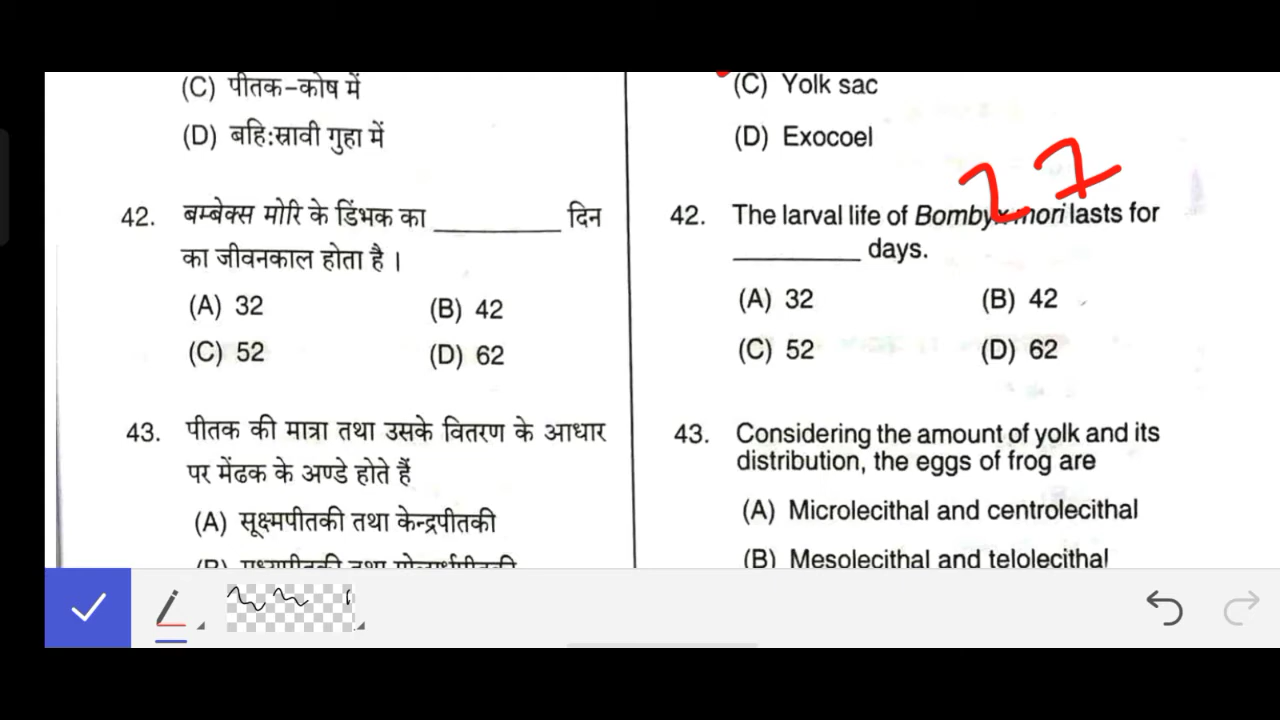 (C) पीतक-कोष में
(D) बहि:स्रावी गुहा में
42. बम्बेक्स मोरि के डिंभक का __________ दिन
का जीवनकाल होता है ।
(A) 32 (B) 42
(C) 52 (D) 62
43. पीतक की मात्रा तथा उसके वितरण के आधार
पर मेंढक के अण्डे होते हैं
(A) सूक्ष्मपीतकी तथा केन्द्रपीतकी
(C) Yolk sac
(D) Exocoel
27
42. The larval life of Bombyx mori lasts for
__________ days.
(A) 32 (B) 42
(C) 52 (D) 62
43. Considering the amount of yolk and its
distribution, the eggs of frog are
(A) Microlecithal and centrolecithal
(B) Mesolecithal and telolecithal